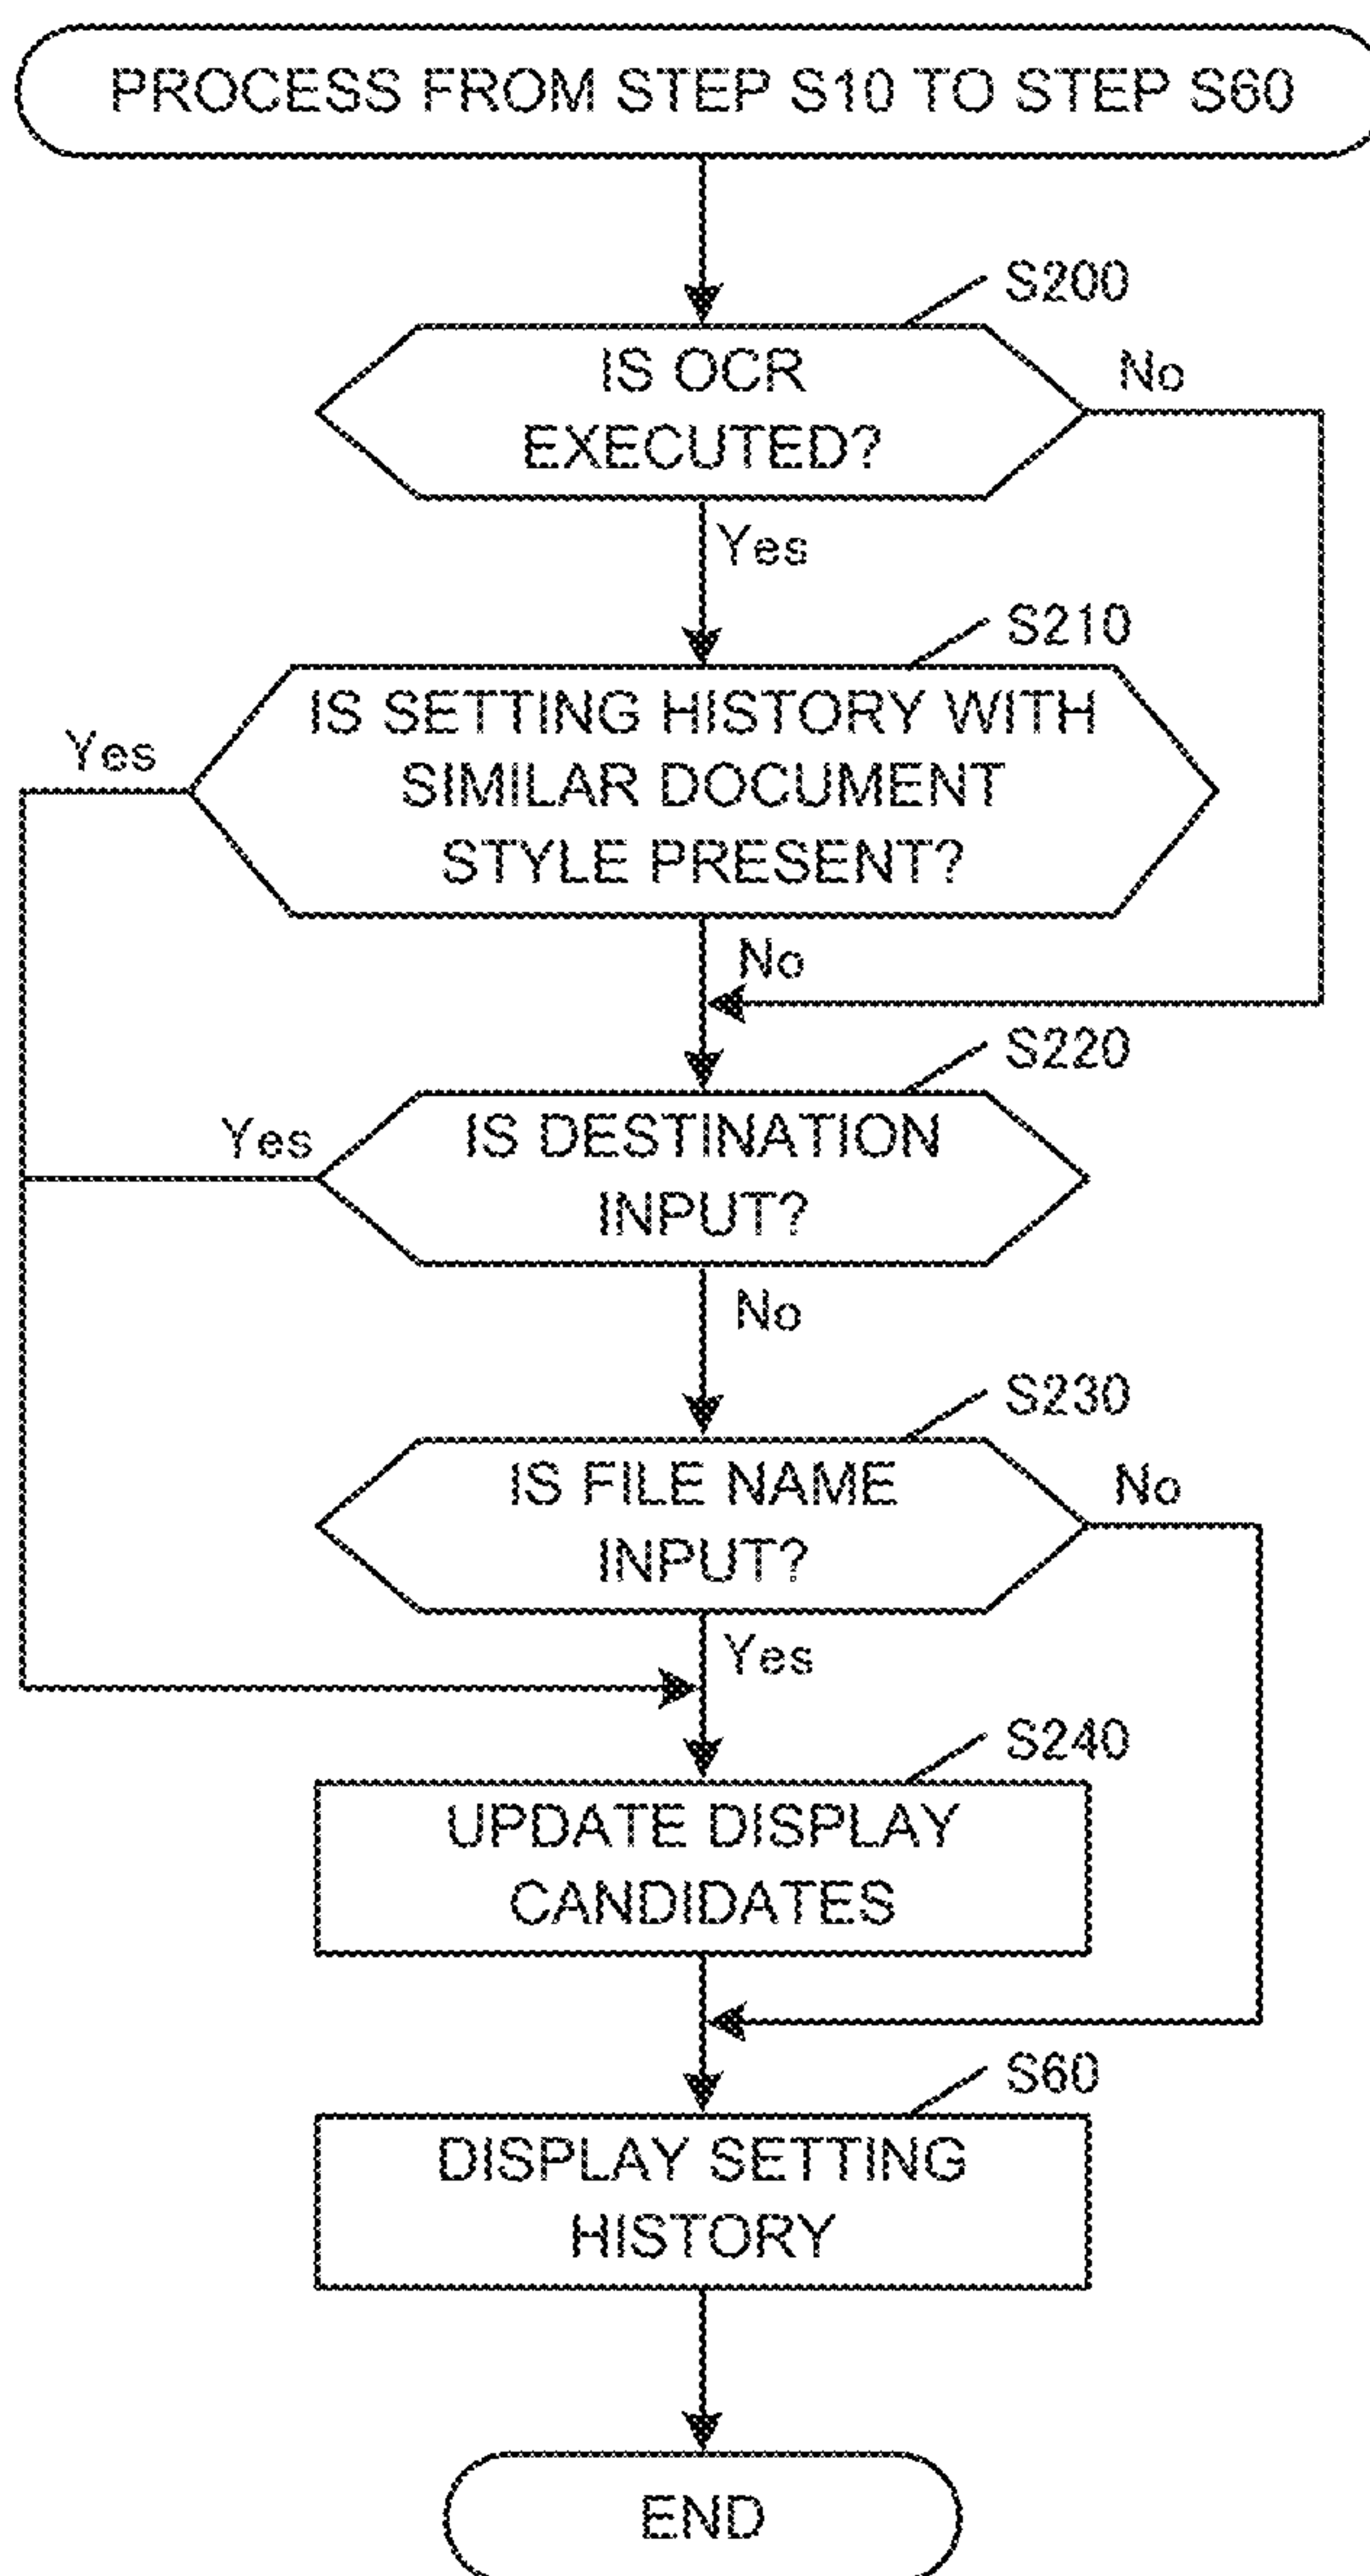 PROCESS FROM STEP S10 TO STEP S60
S200
IS OCR
EXECUTED?
No
Yes
S210
IS SETTING HISTORY WITH
SIMILAR DOCUMENT
STYLE PRESENT?
Yes
No
S220
IS DESTINATION
INPUT?
Yes
No
S230
IS FILE NAME
INPUT?
No
Yes
S240
UPDATE DISPLAY
CANDIDATES
S60
DISPLAY SETTING
HISTORY
END